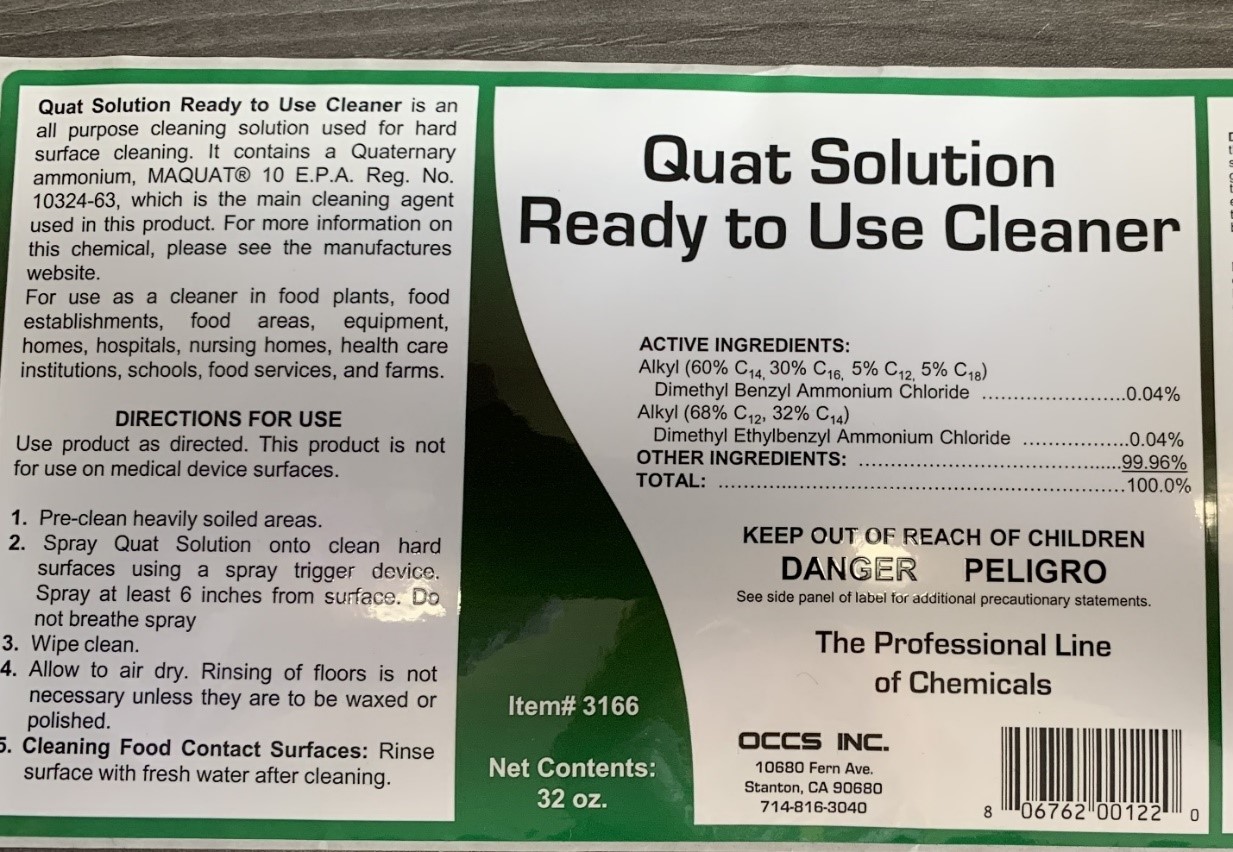 Quat Solution Ready to Use Cleaner is an
all purpose cleaning solution used for hard
surface cleaning. It contains a Quaternary
ammonium, MAQUAT® 10 E.P.A. Reg. No.
10324-63, which is the main cleaning agent
used in this product. For more information on
this chemical, please see the manufactures
website.
For use as a cleaner in food plants, food
establishments, food areas, equipment,
homes, hospitals, nursing homes, health care
institutions, schools, food services, and farms.
DIRECTIONS FOR USE
Use product as directed. This product is not
for use on medical device surfaces.
1. Pre-clean heavily soiled areas.
2. Spray Quat Solution onto clean hard
surfaces using a spray trigger device.
Spray at least 6 inches from surface. Do
not breathe spray
3. Wipe clean.
4. Allow to air dry. Rinsing of floors is not
necessary unless they are to be waxed or
polished.
5. Cleaning Food Contact Surfaces: Rinse
surface with fresh water after cleaning.
Item# 3166
Net Contents:
32 oz.
Quat Solution
Ready to Use Cleaner
ACTIVE INGREDIENTS:
Alkyl (60% C14, 30% C16, 5% C12, 5% C18)
Dimethyl Benzyl Ammonium Chloride ......................0.04%
Alkyl (68% C12, 32% C14)
Dimethyl Ethylbenzyl Ammonium Chloride ................0.04%
OTHER INGREDIENTS: ........................................99.96%
TOTAL: ..............................................................100.0%
KEEP OUT OF REACH OF CHILDREN
DANGER PELIGRO
See side panel of label for additional precautionary statements.
The Professional Line
of Chemicals
OCCS INC.
10680 Fern Ave.
Stanton, CA 90680
714-816-3040
8 06762 00122 0